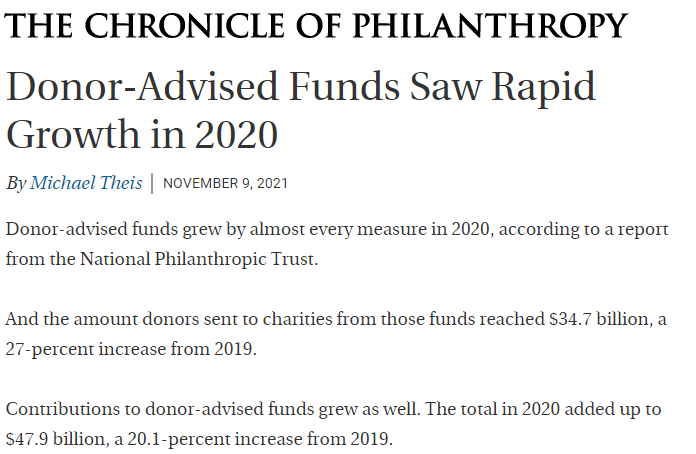 THE CHRONICLE OF PHILANTHROPY
Donor-Advised Funds Saw Rapid
Growth in 2020
By Michael Theis | NOVEMBER 9, 2021
Donor-advised funds grew by almost every measure in 2020, according to a report
from the National Philanthropic Trust.
And the amount donors sent to charities from those funds reached $34.7 billion, a
27-percent increase from 2019.
Contributions to donor-advised funds grew as well. The total in 2020 added up to
$47.9 billion, a 20.1-percent increase from 2019.